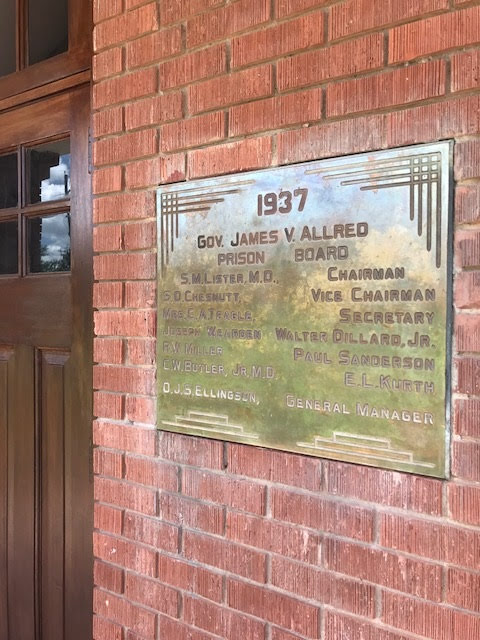 1937
GOV. JAMES V. ALLRED
PRISON BOARD
S.M. LISTER, M.D., CHAIRMAN
S.D. CHESNUTT, VICE CHAIRMAN
MRS. C.A. TEAGLE, SECRETARY
JOSEPH WEARDEN WALTER DILLARD, JR.
F.W. MILLER PAUL SANDERSON
C.W. BUTLER, JR, M.D. E.L. KURTH
O.J.S. ELLINGSON, GENERAL MANAGER